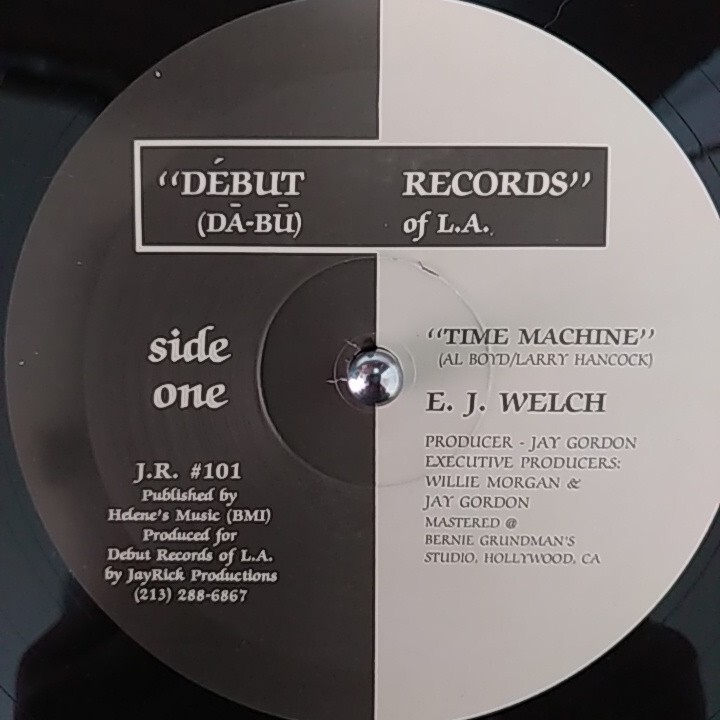 “DÉBUT RECORDS”
(DĀ-BŪ) of L.A.
side
one
J.R. #101
Published by
Helene's Music (BMI)
Produced for
Debut Records of L.A.
by JayRick Productions
(213) 288-6867
“TIME MACHINE”
(AL BOYD/LARRY HANCOCK)
E. J. WELCH
PRODUCER - JAY GORDON
EXECUTIVE PRODUCERS:
WILLIE MORGAN &
JAY GORDON
MASTERED @
BERNIE GRUNDMAN'S
STUDIO, HOLLYWOOD, CA